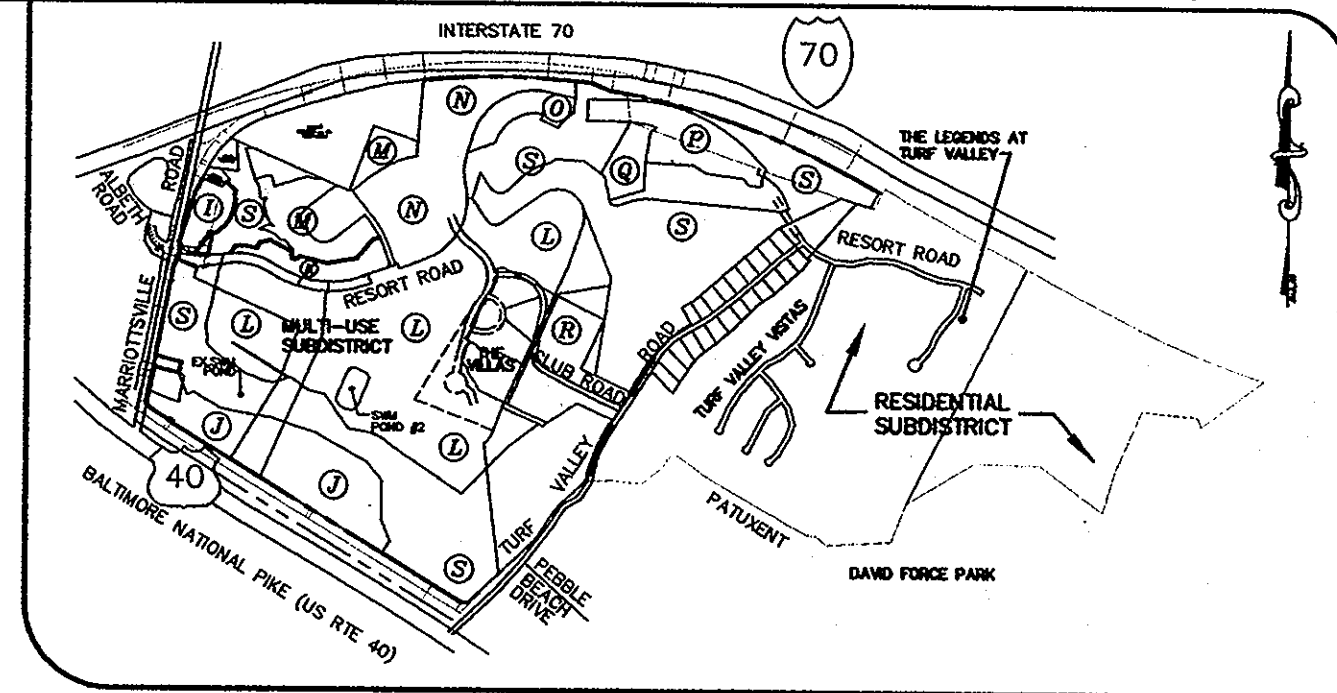 INTERSTATE 70
70
THE LEGENDS AT
TURF VALLEY
N
O
P
M
S
Q
S
ALBETH
ROAD
ROAD
I
S
M
N
L
S
RESORT ROAD
RESORT ROAD
MARRIOTTSVILLE
S
L
MULTI-USE
SUBDISTRICT
L
R
THE
VILLAS
CLUB ROAD
ROAD
TURF VALLEY VISTAS
EX.SWM
POND
SWM
POND #2
RESIDENTIAL
SUBDISTRICT
J
L
40
J
VALLEY
TURF
S
PATUXENT
PEBBLE
BEACH
DRIVE
DAVID FORCE PARK
BALTIMORE NATIONAL PIKE (US RTE 40)